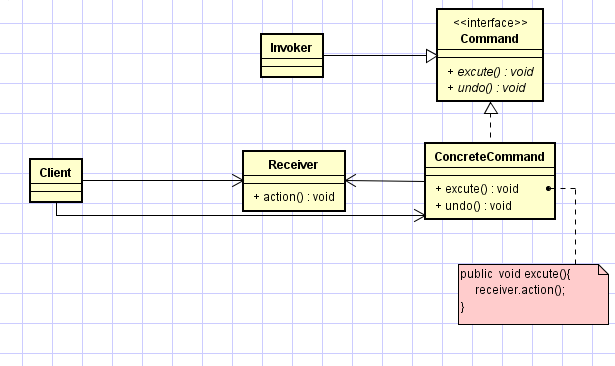 <<interface>>
Command
+ excute() : void
+ undo() : void
Invoker
Client
Receiver
+ action() : void
ConcreteCommand
+ excute() : void
+ undo() : void
public void excute(){
receiver.action();
}